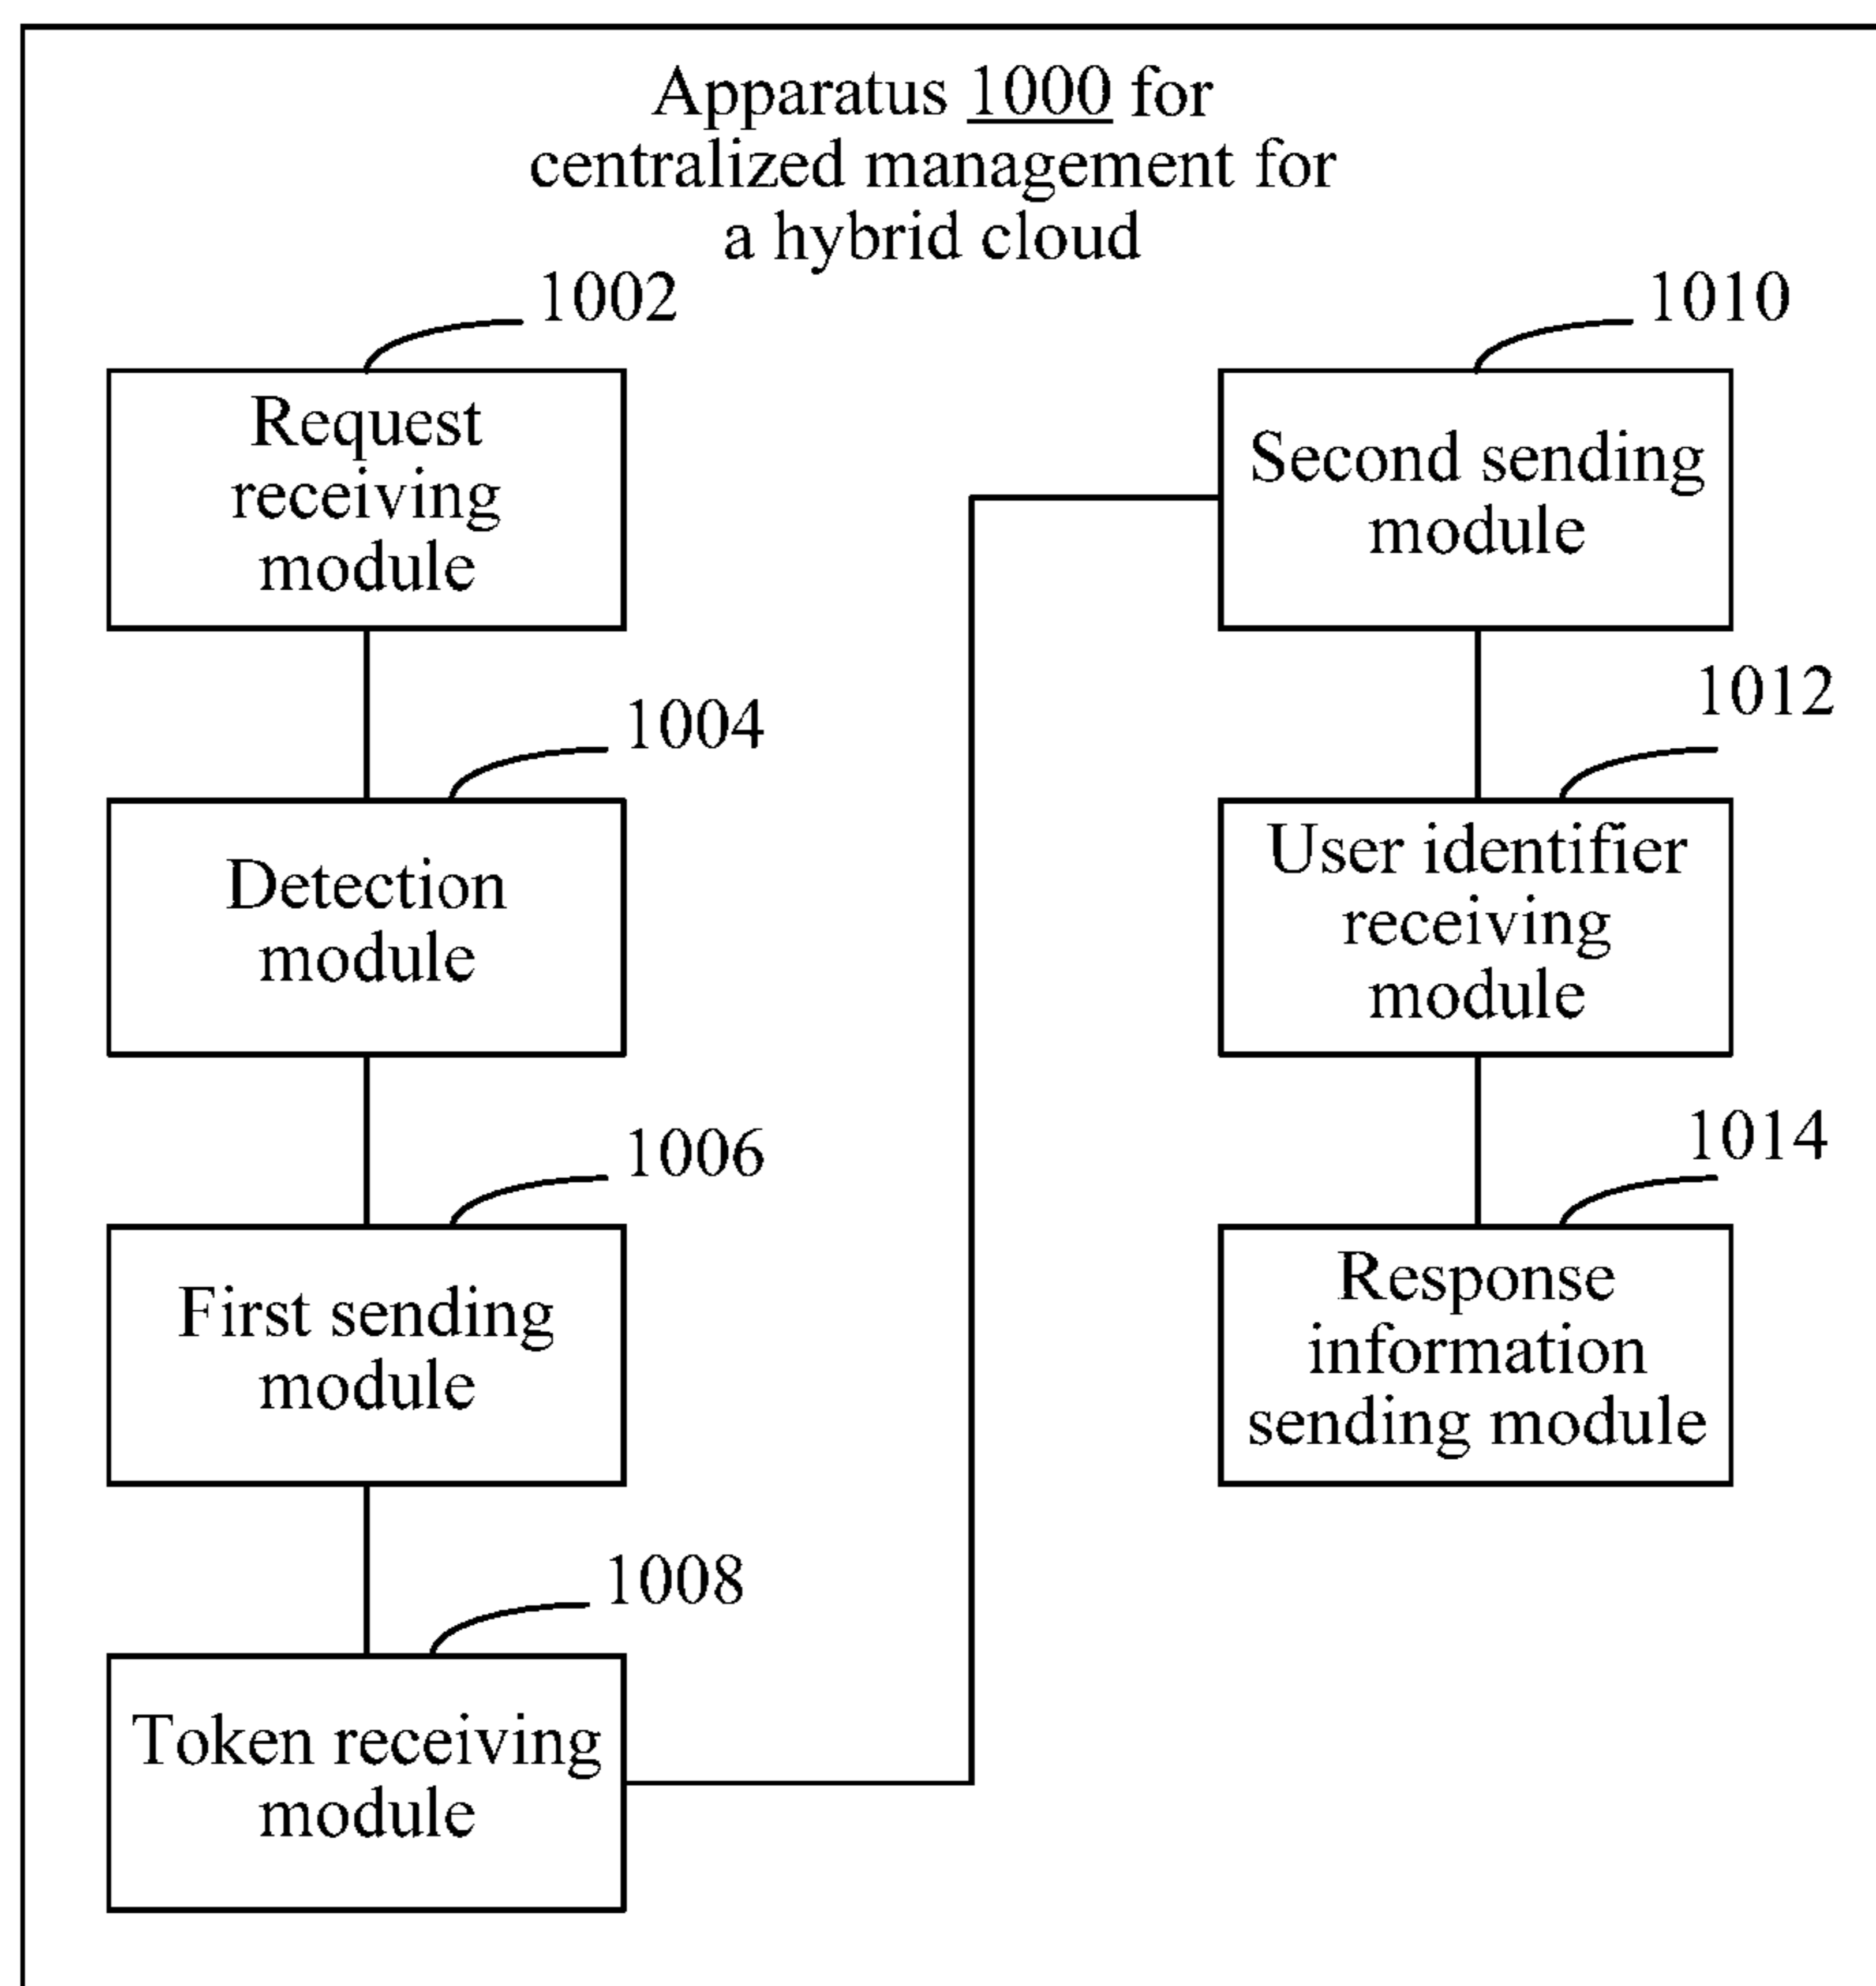 Apparatus 1000 for
centralized management for
a hybrid cloud
1002
Request
receiving
module
1004
Detection
module
1006
First sending
module
1008
Token receiving
module
1010
Second sending
module
1012
User identifier
receiving
module
1014
Response
information
sending module